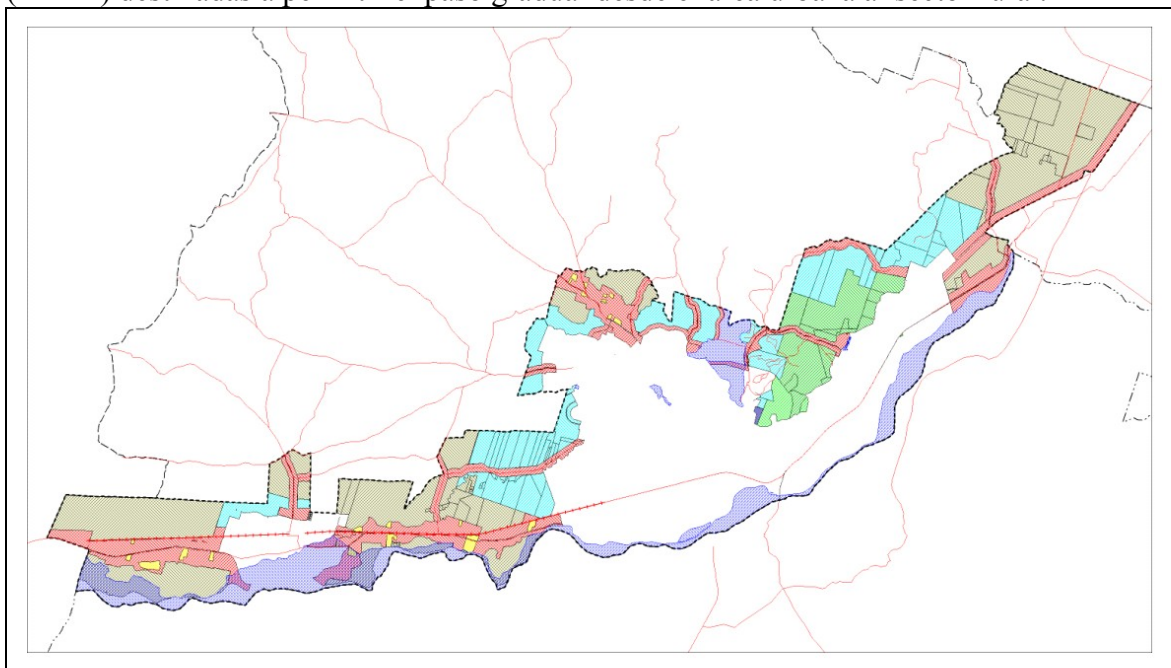 destinadas a permitir el paso gradual desde el área urbana al sector rural.